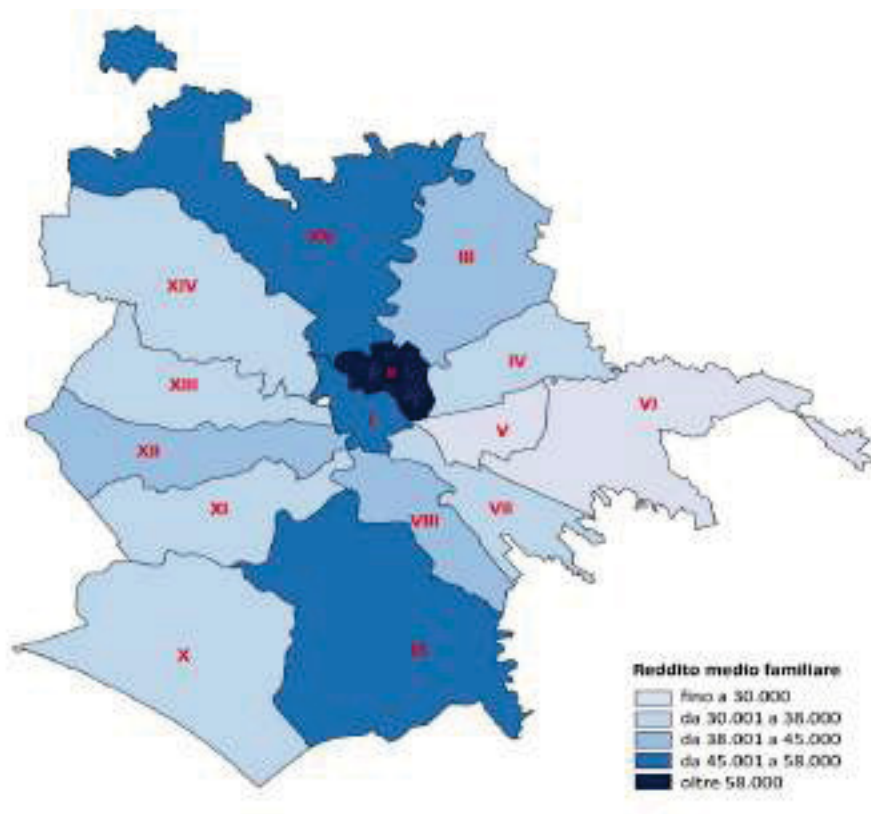 XV
III
XIV
IV
II
XIII
VI
I
V
XII
XI
VIII
VII
X
IX
Reddito medio familiare
fino a 30.000
da 30.001 a 38.000
da 38.001 a 45.000
da 45.001 a 58.000
oltre 58.000